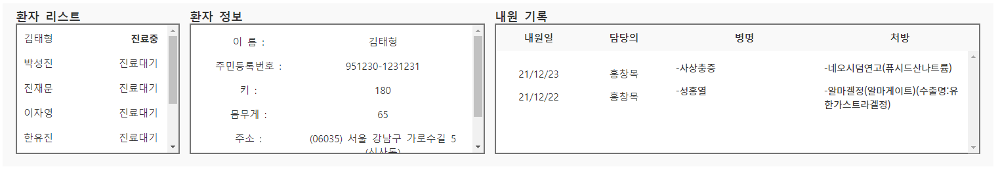 환자 리스트
김태형 진료중
박성진 진료대기
진재문 진료대기
이자영 진료대기
한유진 진료대기
환자 정보
이 름 : 김태형
주민등록번호 : 951230-1231231
키 : 180
몸무게 : 65
주소 : (06035) 서울 강남구 가로수길 5
(신사동)
내원 기록
내원일 담당의 병명 처방
21/12/23 홍창목 -사상충증 -네오시덤연고(퓨시드산나트륨)
21/12/22 홍창목 -성홍열 -알마겔정(알마게이트)(수출명:유
한가스트라겔정)